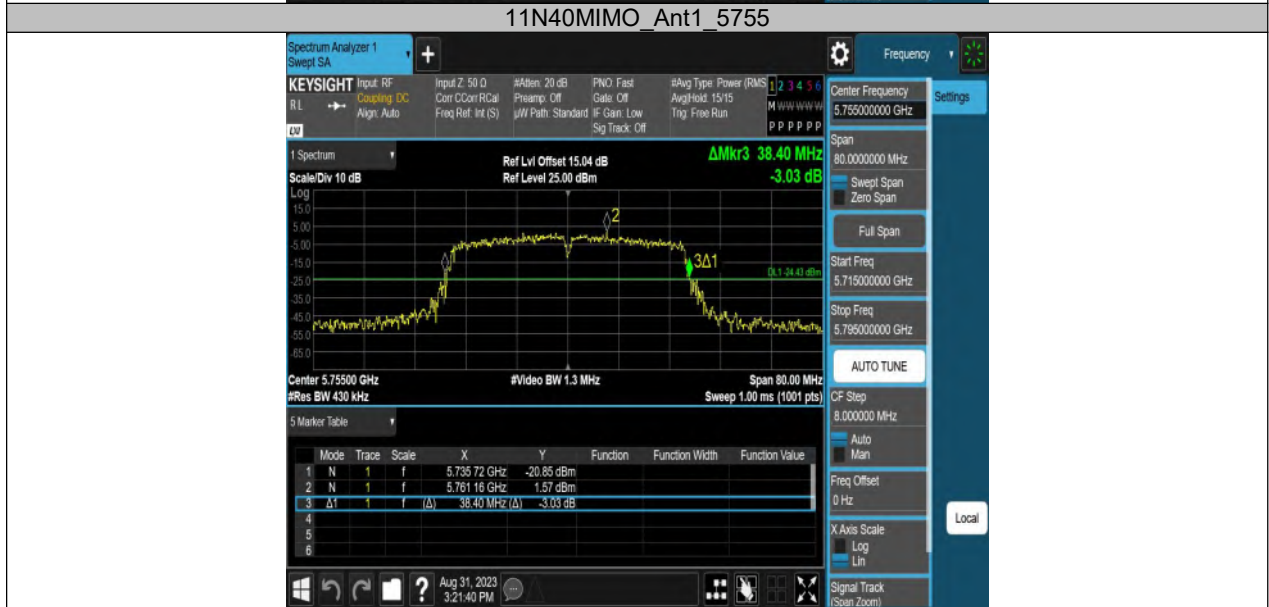 11N40MIMO_Ant1_5755
Spectrum Analyzer 1
Swept SA
Frequency
KEYSIGHT
RL
Input: RF
Coupling: DC
Align: Auto
Input Z: 50 Ω
Corr CCorr RCal
Freq Ref: Int (S)
#Atten: 20 dB
Preamp: Off
µW Path: Standard
PNO: Fast
Gate: Off
IF Gain: Low
Sig Track: Off
#Avg Type: Power (RMS
Avg|Hold: 15/15
Trig: Free Run
1 2 3 4 5 6
M W W W W W
P P P P P P
1 Spectrum
Scale/Div 10 dB
Log
Ref Lvl Offset 15.04 dB
Ref Level 25.00 dBm
ΔMkr3 38.40 MHz
-3.03 dB
15.0
5.00
-5.00
-15.0
-25.0
-35.0
-45.0
-55.0
-65.0
2
3Δ1
DL1 -24.43 dBm
Center 5.75500 GHz
#Video BW 1.3 MHz
Span 80.00 MHz
#Res BW 430 kHz
Sweep 1.00 ms (1001 pts)
5 Marker Table
Mode Trace Scale X Y Function Function Width Function Value
1 N 1 f 5.735 72 GHz -20.85 dBm
2 N 1 f 5.761 16 GHz 1.57 dBm
3 Δ1 1 f (Δ) 38.40 MHz (Δ) -3.03 dB
4
5
6
Aug 31, 2023
3:21:40 PM
Center Frequency
5.755000000 GHz
Settings
Span
80.0000000 MHz
Swept Span
Zero Span
Full Span
Start Freq
5.715000000 GHz
Stop Freq
5.795000000 GHz
AUTO TUNE
CF Step
8.000000 MHz
Auto
Man
Freq Offset
0 Hz
X Axis Scale
Log
Lin
Local
Signal Track
(Span Zoom)